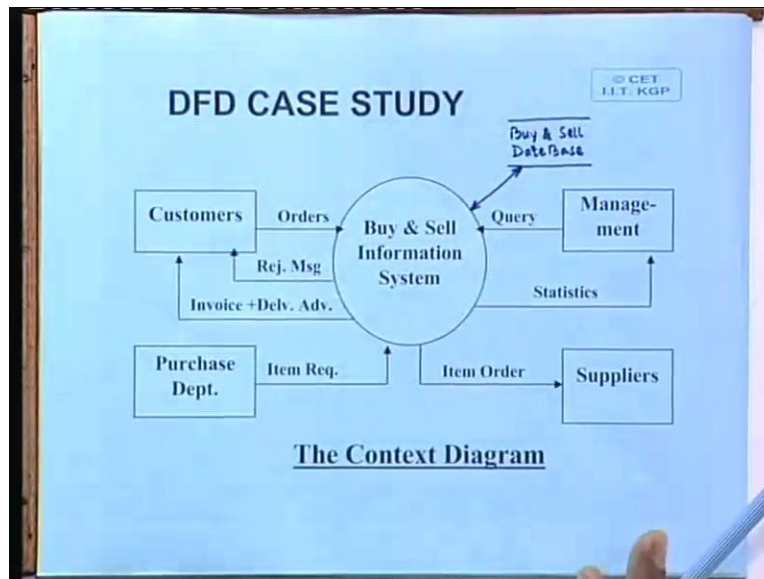 DFD CASE STUDY
© CET
I.I.T. KGP
Buy & Sell
DateBase
Customers
Orders
Buy & Sell
Information
System
Query
Manage-
ment
Rej. Msg
Invoice +Delv. Adv.
Statistics
Purchase
Dept.
Item Req.
Item Order
Suppliers
The Context Diagram